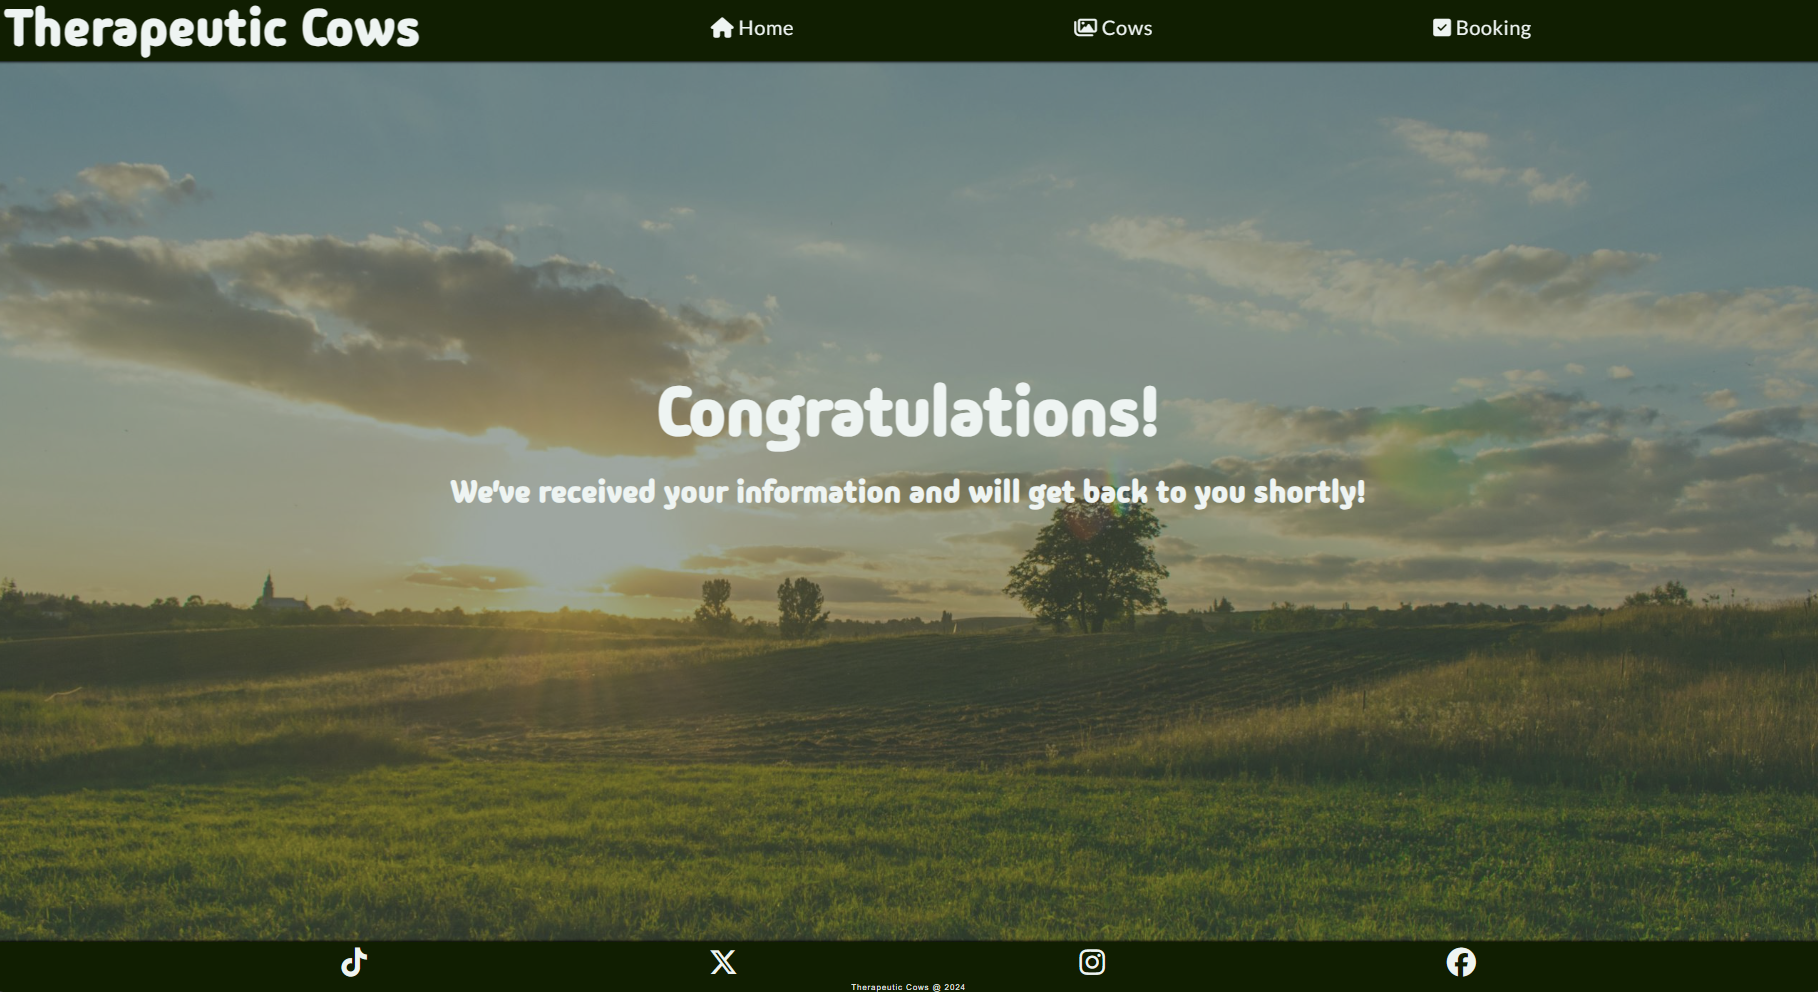 Therapeutic Cows
Home
Cows
Booking
Congratulations!
We've received your information and will get back to you shortly!
Therapeutic Cows @ 2024